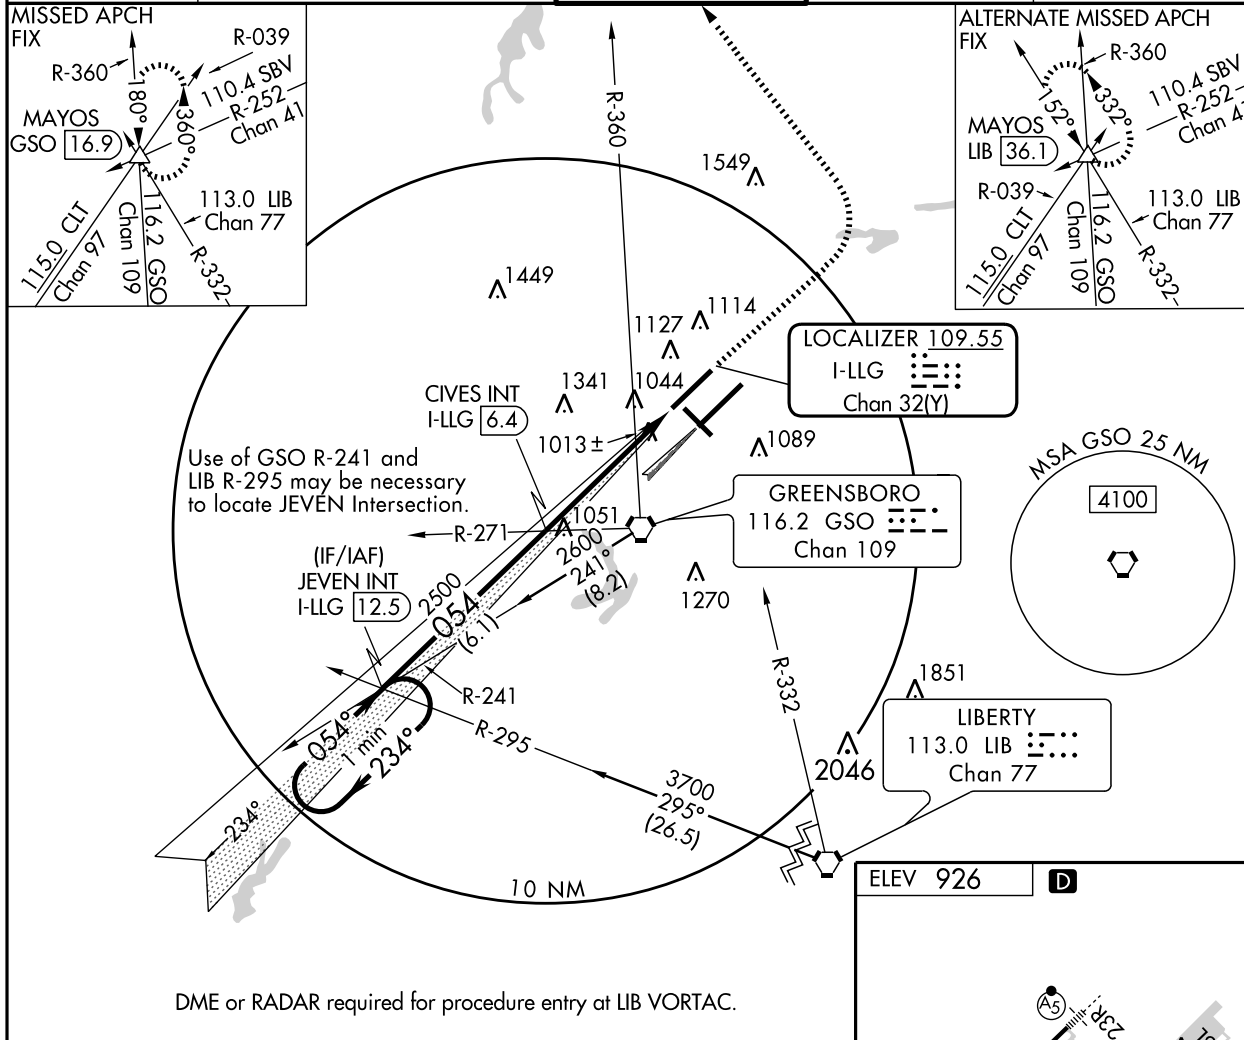 MISSED APCH
FIX
R-039
R-360
110.4 SBV
R-252
Chan 41
180°
360°
MAYOS
GSO 16.9
113.0 LIB
Chan 77
115.0 CLT
Chan 97
116.2 GSO
Chan 109
R-332
ALTERNATE MISSED APCH
FIX
R-360
110.4 SBV
R-252
152°
332°
MAYOS
LIB 36.1
R-039
113.0 LIB
Chan 77
115.0 CLT
Chan 97
116.2 GSO
Chan 109
R-332
R-360
1549
1449
1114
1127
LOCALIZER 109.55
I-LLG
Chan 32(Y)
1341
1044
CIVES INT
I-LLG 6.4
1013±
1089
MSA GSO 25 NM
4100
Use of GSO R-241 and
LIB R-295 may be necessary
to locate JEVEN Intersection.
GREENSBORO
116.2 GSO
Chan 109
R-271
1051
2600
241°
(8.2)
(IF/IAF)
JEVEN INT
I-LLG 12.5
2500
054
(6.1)
1270
R-241
R-295
R-332
1851
LIBERTY
113.0 LIB
Chan 77
2046
054°
1 min
234°
234°
3700
295°
(26.5)
10 NM
ELEV 926
D
DME or RADAR required for procedure entry at LIB VORTAC.
A5
23R